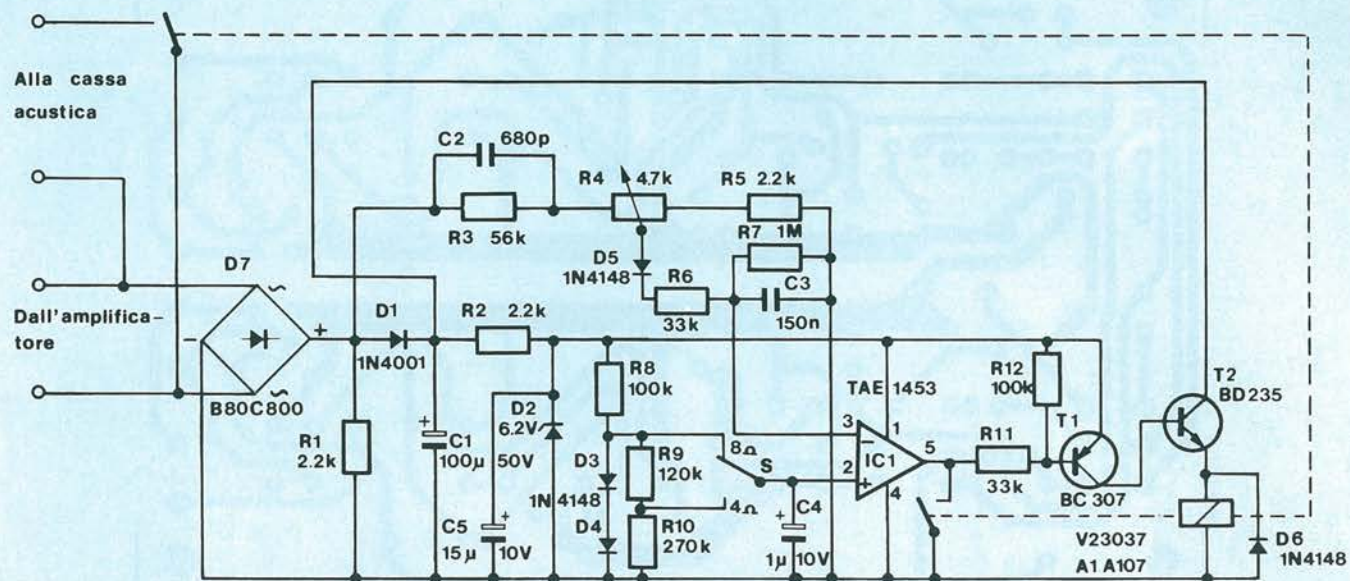 Alla cassa
acustica
Dall'amplifica-
tore
D7
~
-
+
~
B80C800
C2 680p
R3 56k
R4 4.7k
R5 2.2k
R7 1M
D5
1N4148
R6
33k
C3
150n
D1
1N4001
R2 2.2k
R1
2.2k
+
C1
100µ 50V
D2
6.2V
R8
100k
D3
1N4148
D4
R9
120k
R10
270k
8Ω
S
4Ω
C5
15µ
+
10V
+
C4
1µ 10V
TAE 1453
3
-
1
IC1
5
2
+
4
R11
33k
R12
100k
T1
BC 307
T2
BD235
V23037
A1 A107
D6
1N4148